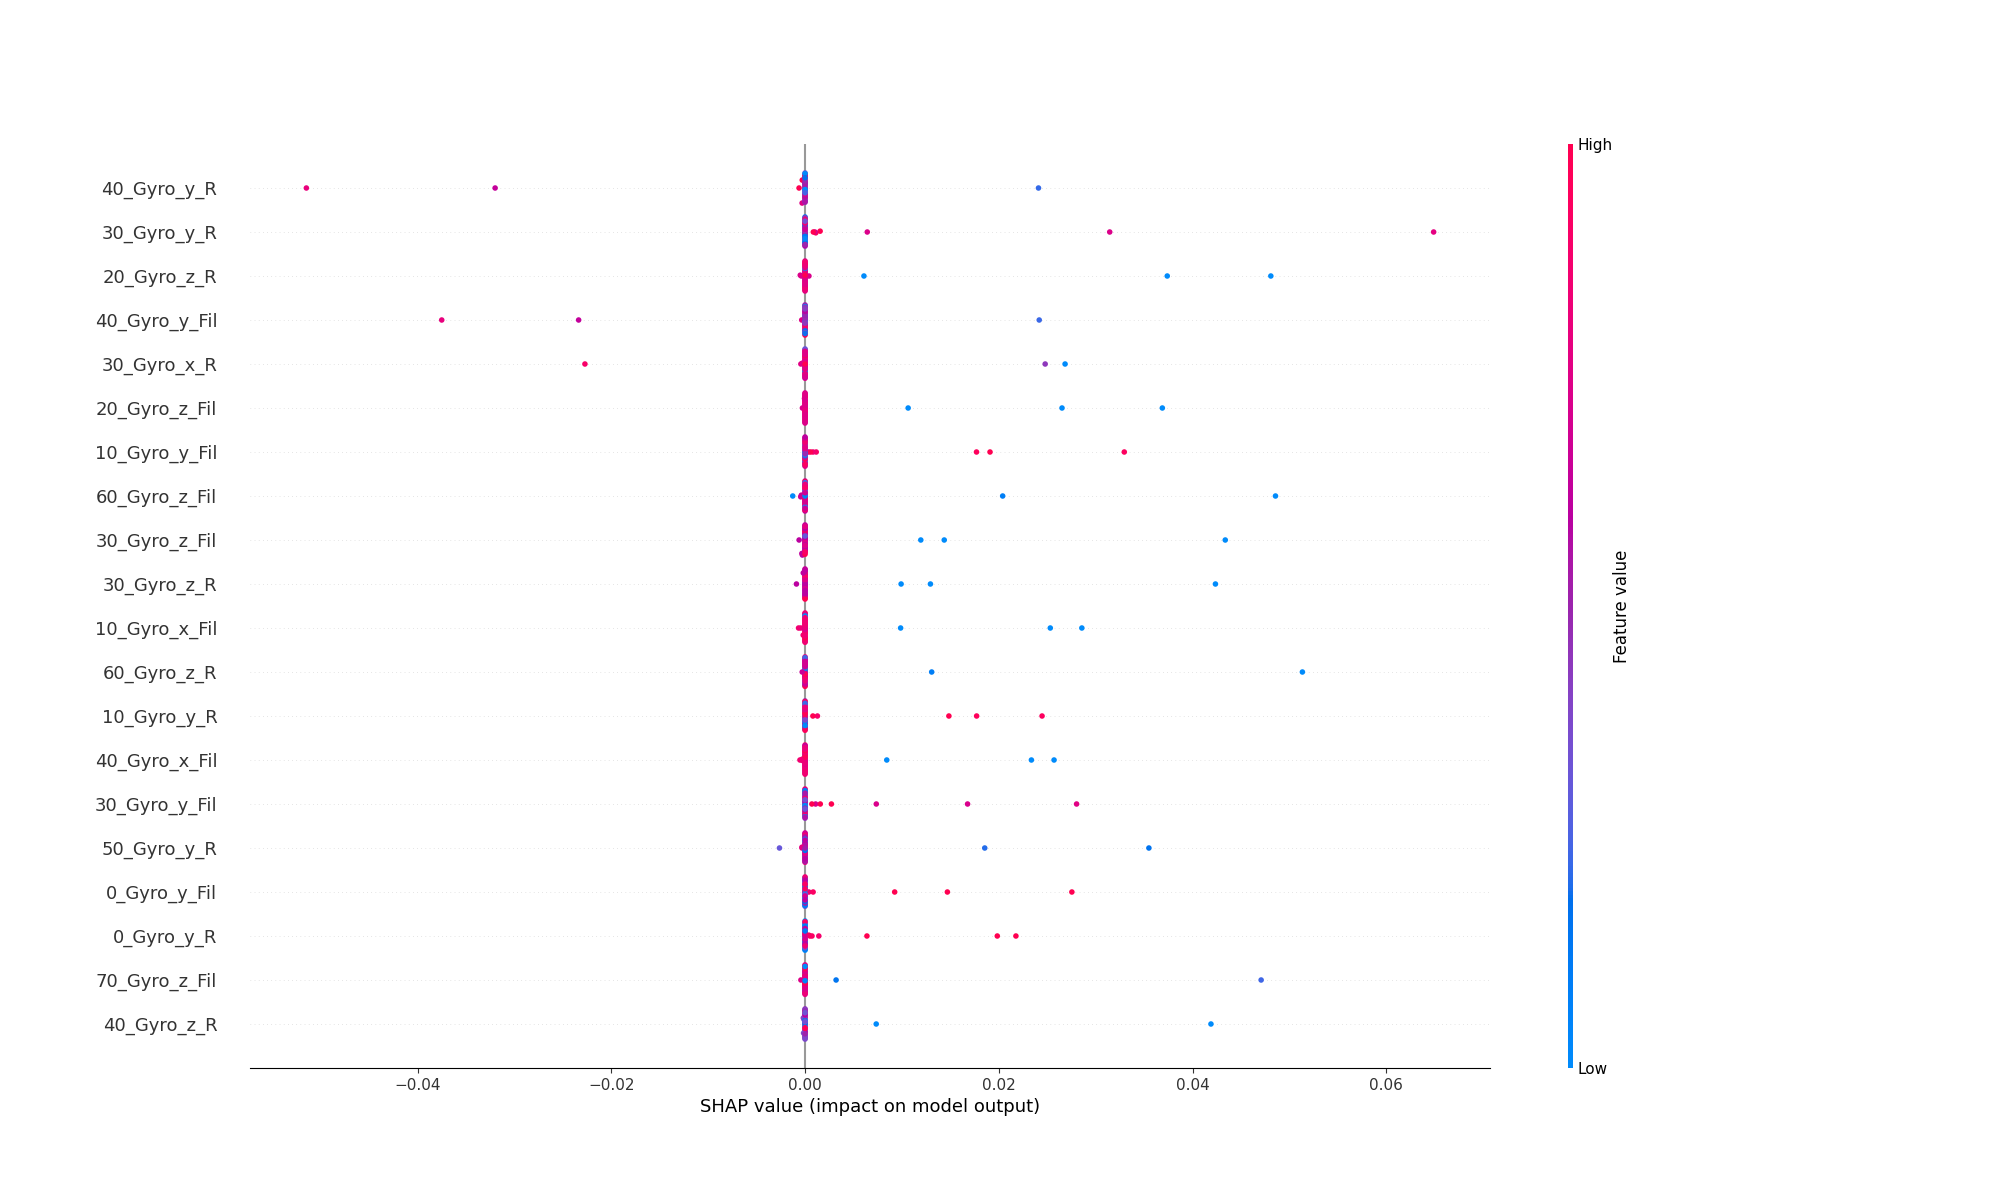 High
40_Gyro_y_R
30_Gyro_y_R
20_Gyro_z_R
40_Gyro_y_Fil
30_Gyro_x_R
20_Gyro_z_Fil
10_Gyro_y_Fil
60_Gyro_z_Fil
30_Gyro_z_Fil
30_Gyro_z_R
10_Gyro_x_Fil
60_Gyro_z_R
10_Gyro_y_R
40_Gyro_x_Fil
30_Gyro_y_Fil
50_Gyro_y_R
0_Gyro_y_Fil
0_Gyro_y_R
70_Gyro_z_Fil
40_Gyro_z_R
Feature value
Low
−0.04 −0.02 0.00 0.02 0.04 0.06
SHAP value (impact on model output)